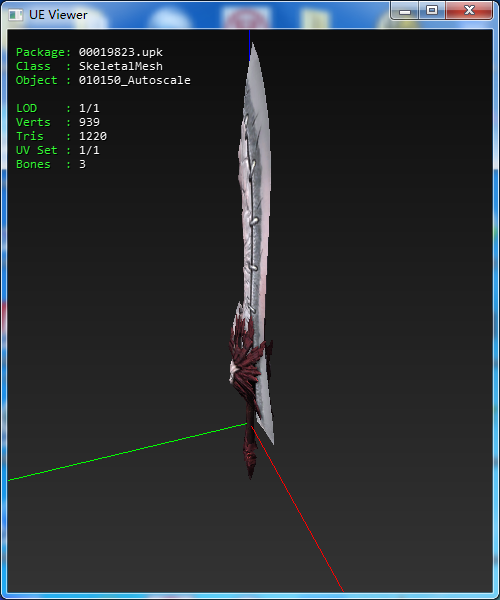 UE Viewer
Package: 00019823.upk
Class : SkeletalMesh
Object : 010150_Autoscale
LOD : 1/1
Verts : 939
Tris : 1220
UV Set : 1/1
Bones : 3